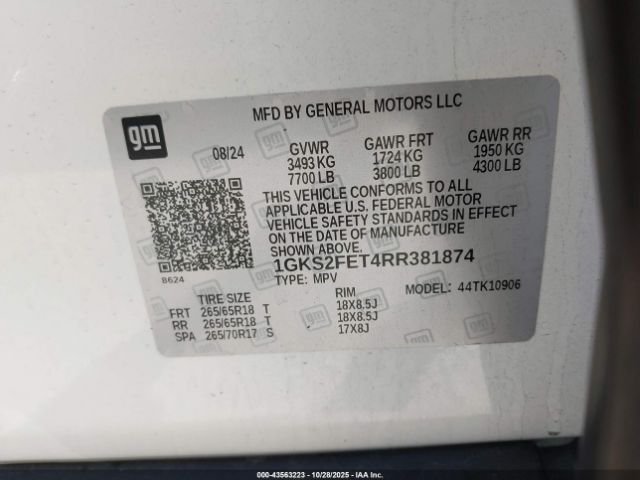 gm
MFD BY GENERAL MOTORS LLC
08/24
GVWR GAWR FRT GAWR RR
3493 KG 1724 KG 1950 KG
7700 LB 3800 LB 4300 LB
THIS VEHICLE CONFORMS TO ALL
APPLICABLE U.S. FEDERAL MOTOR
VEHICLE SAFETY STANDARDS IN EFFECT
ON THE DATE OF MANUFACTURE
SHOWN ABOVE.
1GKS2FET4RR381874
B624
TYPE: MPV MODEL: 44TK10906
TIRE SIZE RIM
FRT 265/65R18 T 18X8.5J
RR 265/65R18 T 18X8.5J
SPA 265/70R17 S 17X8J
000-43563223 | 10/28/2025 | IAA Inc.